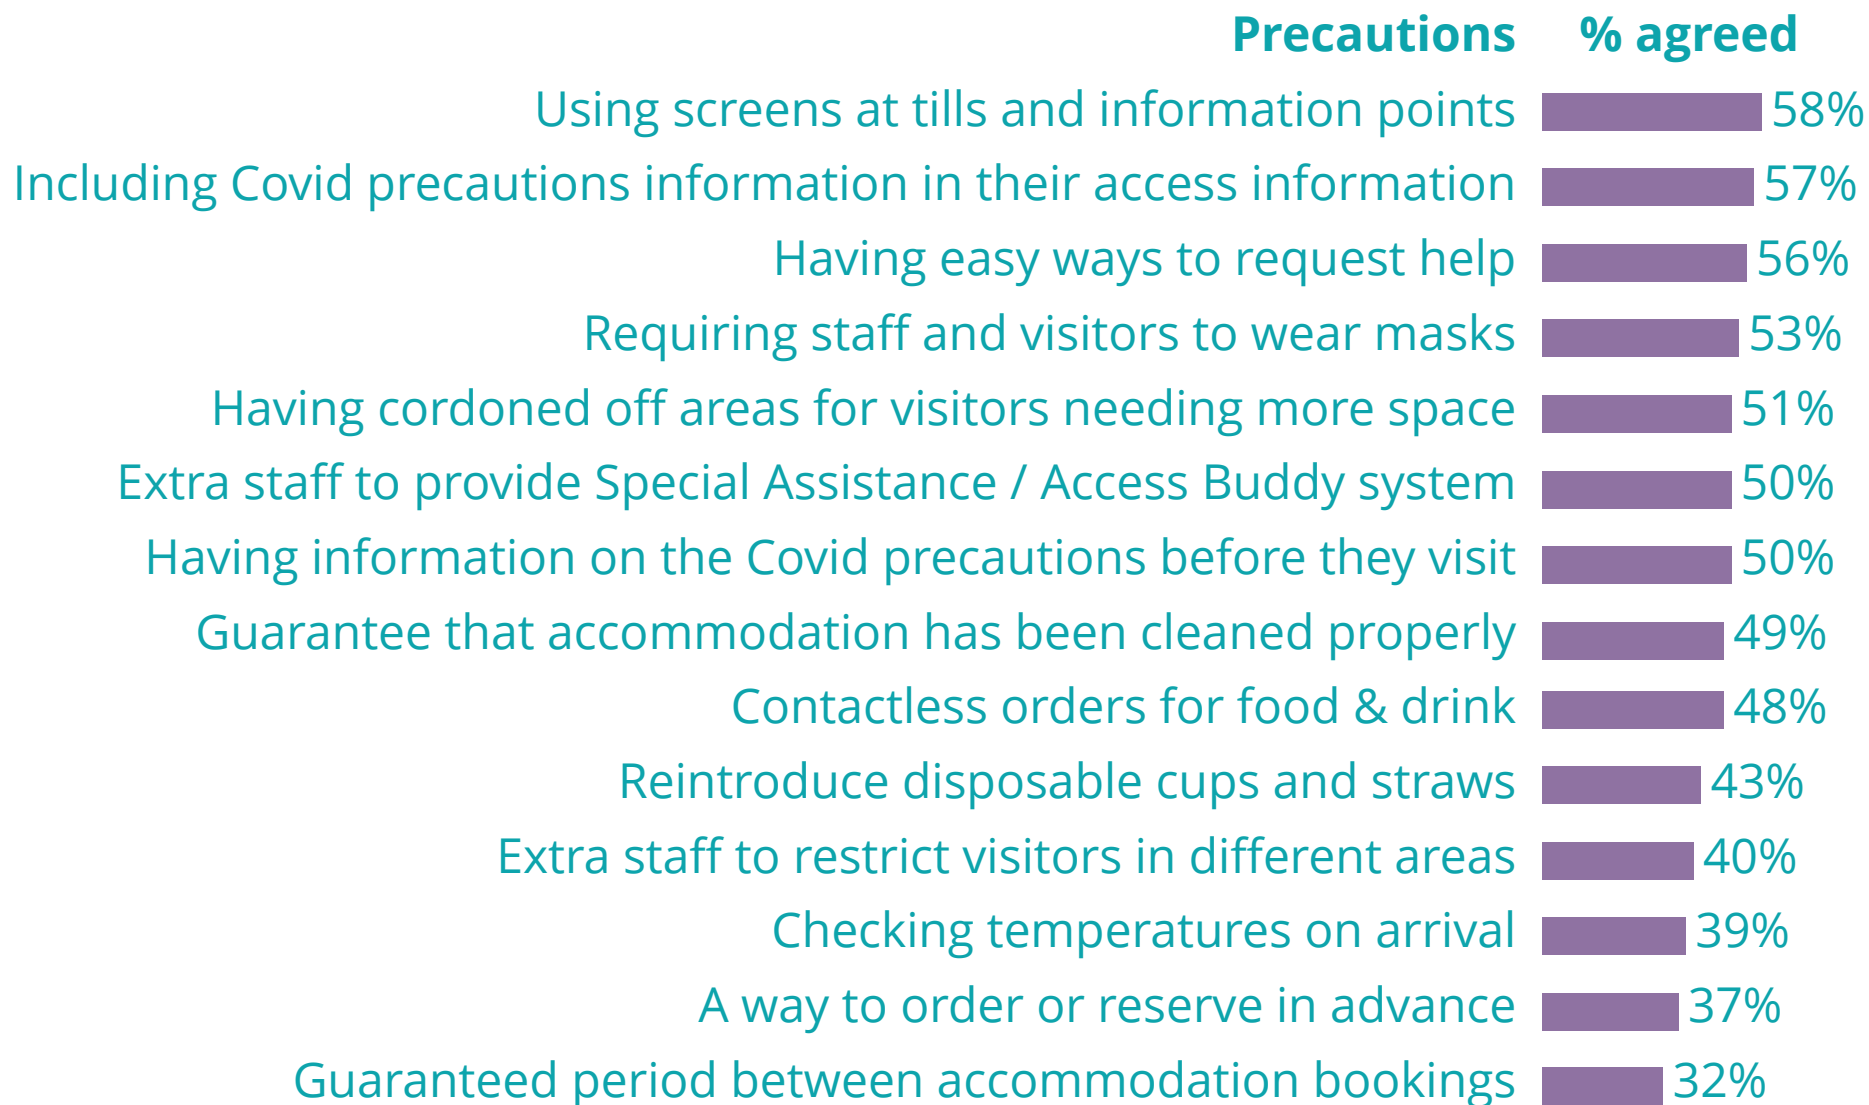 Precautions % agreed
Using screens at tills and information points 58%
Including Covid precautions information in their access information 57%
Having easy ways to request help 56%
Requiring staff and visitors to wear masks 53%
Having cordoned off areas for visitors needing more space 51%
Extra staff to provide Special Assistance / Access Buddy system 50%
Having information on the Covid precautions before they visit 50%
Guarantee that accommodation has been cleaned properly 49%
Contactless orders for food & drink 48%
Reintroduce disposable cups and straws 43%
Extra staff to restrict visitors in different areas 40%
Checking temperatures on arrival 39%
A way to order or reserve in advance 37%
Guaranteed period between accommodation bookings 32%